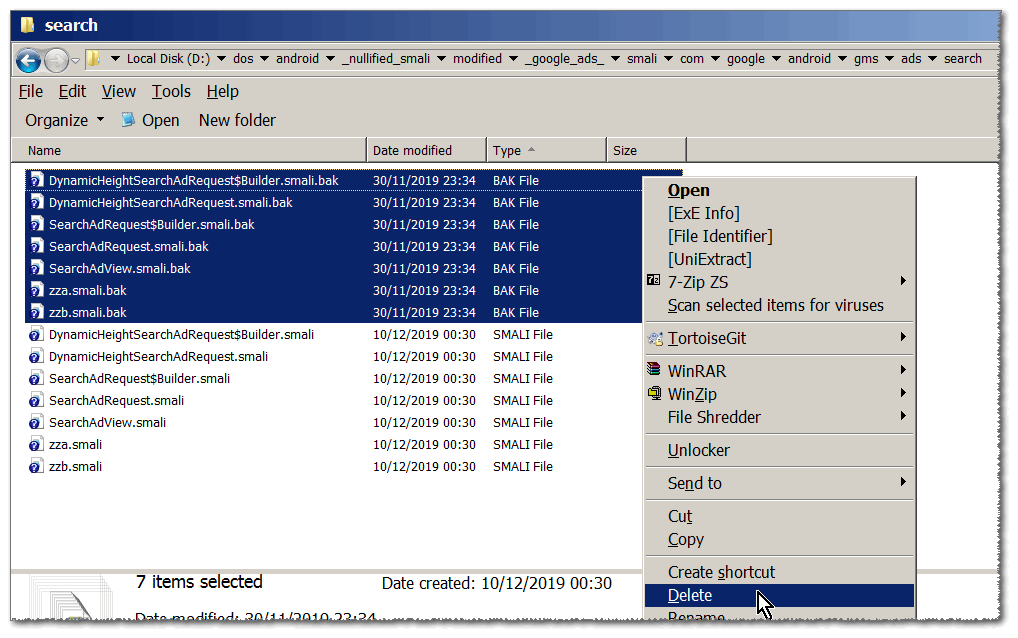 search
Local Disk (D:) dos android _nullified_smali modified _google_ads_ smali com google android gms ads search
File Edit View Tools Help
Organize Open New folder
Name Date modified Type Size
DynamicHeightSearchAdRequest$Builder.smali.bak 30/11/2019 23:34 BAK File
DynamicHeightSearchAdRequest.smali.bak 30/11/2019 23:34 BAK File
SearchAdRequest$Builder.smali.bak 30/11/2019 23:34 BAK File
SearchAdRequest.smali.bak 30/11/2019 23:34 BAK File
SearchAdView.smali.bak 30/11/2019 23:34 BAK File
zza.smali.bak 30/11/2019 23:34 BAK File
zzb.smali.bak 30/11/2019 23:34 BAK File
DynamicHeightSearchAdRequest$Builder.smali 10/12/2019 00:30 SMALI File
DynamicHeightSearchAdRequest.smali 10/12/2019 00:30 SMALI File
SearchAdRequest$Builder.smali 10/12/2019 00:30 SMALI File
SearchAdRequest.smali 10/12/2019 00:30 SMALI File
SearchAdView.smali 10/12/2019 00:30 SMALI File
zza.smali 10/12/2019 00:30 SMALI File
zzb.smali 10/12/2019 00:30 SMALI File
Open
[ExE Info]
[File Identifier]
[UniExtract]
7-Zip ZS
Scan selected items for viruses
TortoiseGit
WinRAR
WinZip
File Shredder
Unlocker
Send to
Cut
Copy
Create shortcut
Delete
Rename
7 items selected Date created: 10/12/2019 00:30
Date modified: 30/11/2019 23:34